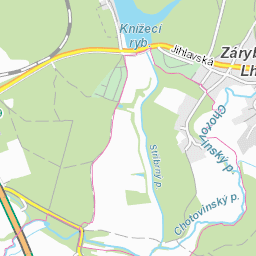 Knížecí
ryb.
Jihlavská
Záryb
Lh
Chotovinský p.
Stříbrný p.
Chotovinský p.